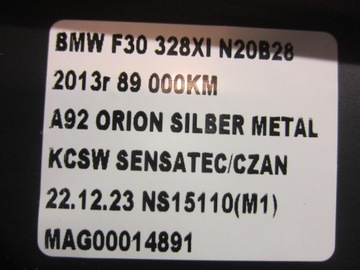 BMW F30 328XI N20B28
2013r 89 000KM
A92 ORION SILBER METAL
KCSW SENSATEC/CZAN
22.12.23 NS15110(M1)
MAG00014891